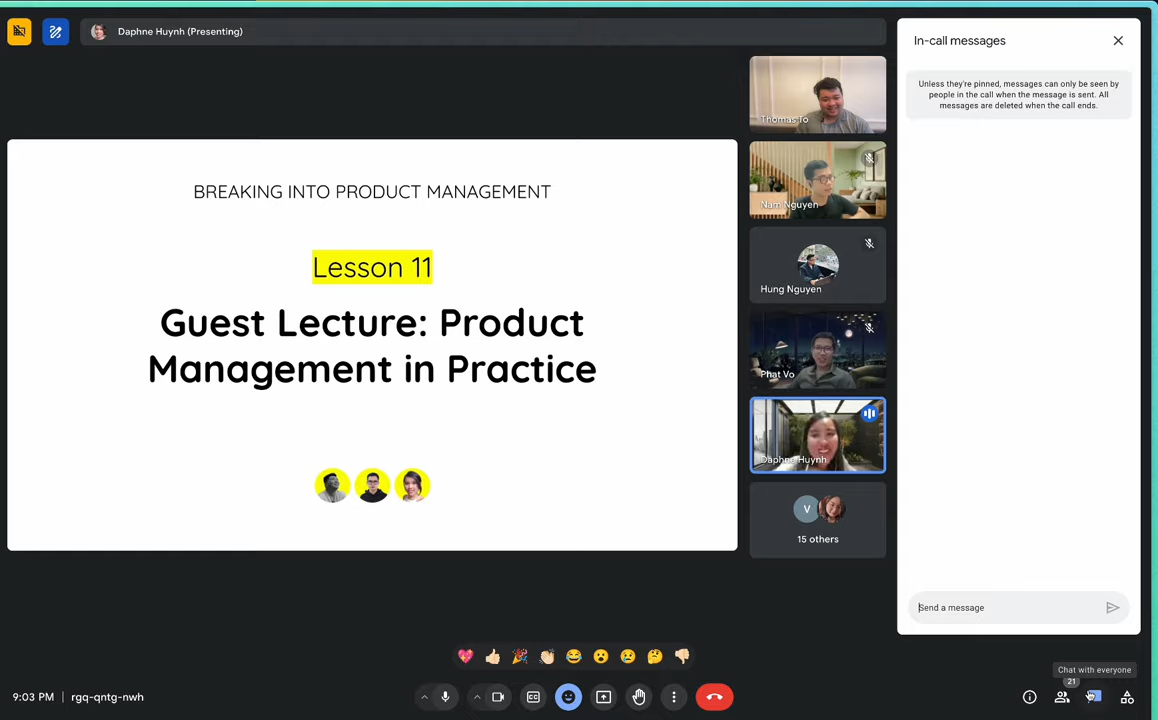 Daphne Huynh (Presenting)
In-call messages
Unless they're pinned, messages can only be seen by
people in the call when the message is sent. All
messages are deleted when the call ends.
BREAKING INTO PRODUCT MANAGEMENT
Lesson 11
Guest Lecture: Product
Management in Practice
Thomas To
Nam Nguyen
Hung Nguyen
Phat Vo
Daphne Huynh
V
15 others
Send a message
Chat with everyone
21
9:03 PM
rgq-qntg-nwh